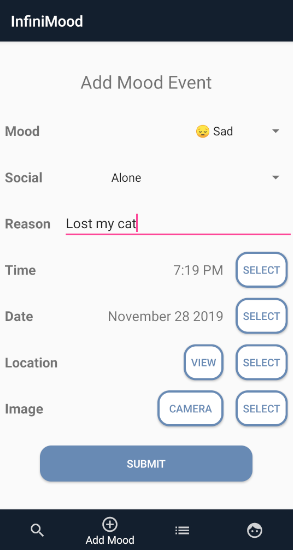 InfiniMood
Add Mood Event
Mood 😔 Sad
Social Alone
Reason Lost my cat
Time 7:19 PM SELECT
Date November 28 2019 SELECT
Location VIEW SELECT
Image CAMERA SELECT
SUBMIT
Add Mood